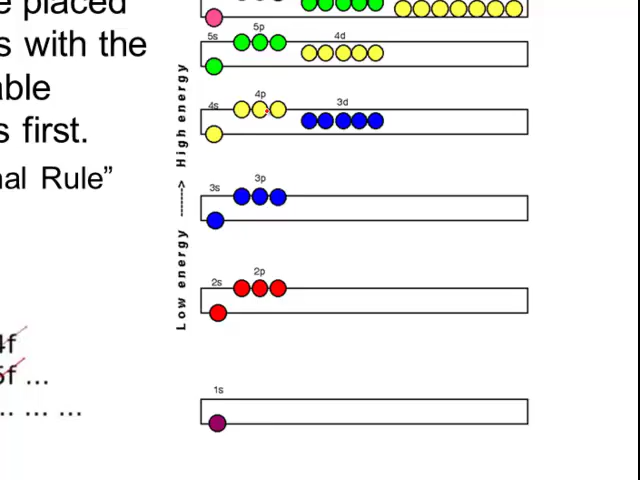 placed
s with the
able
s first.
al Rule”
4f
5f ...
.. ... ...
5s
5p
4d
4s
4p
3d
3s
3p
2s
2p
1s
Low energy ------> High energy